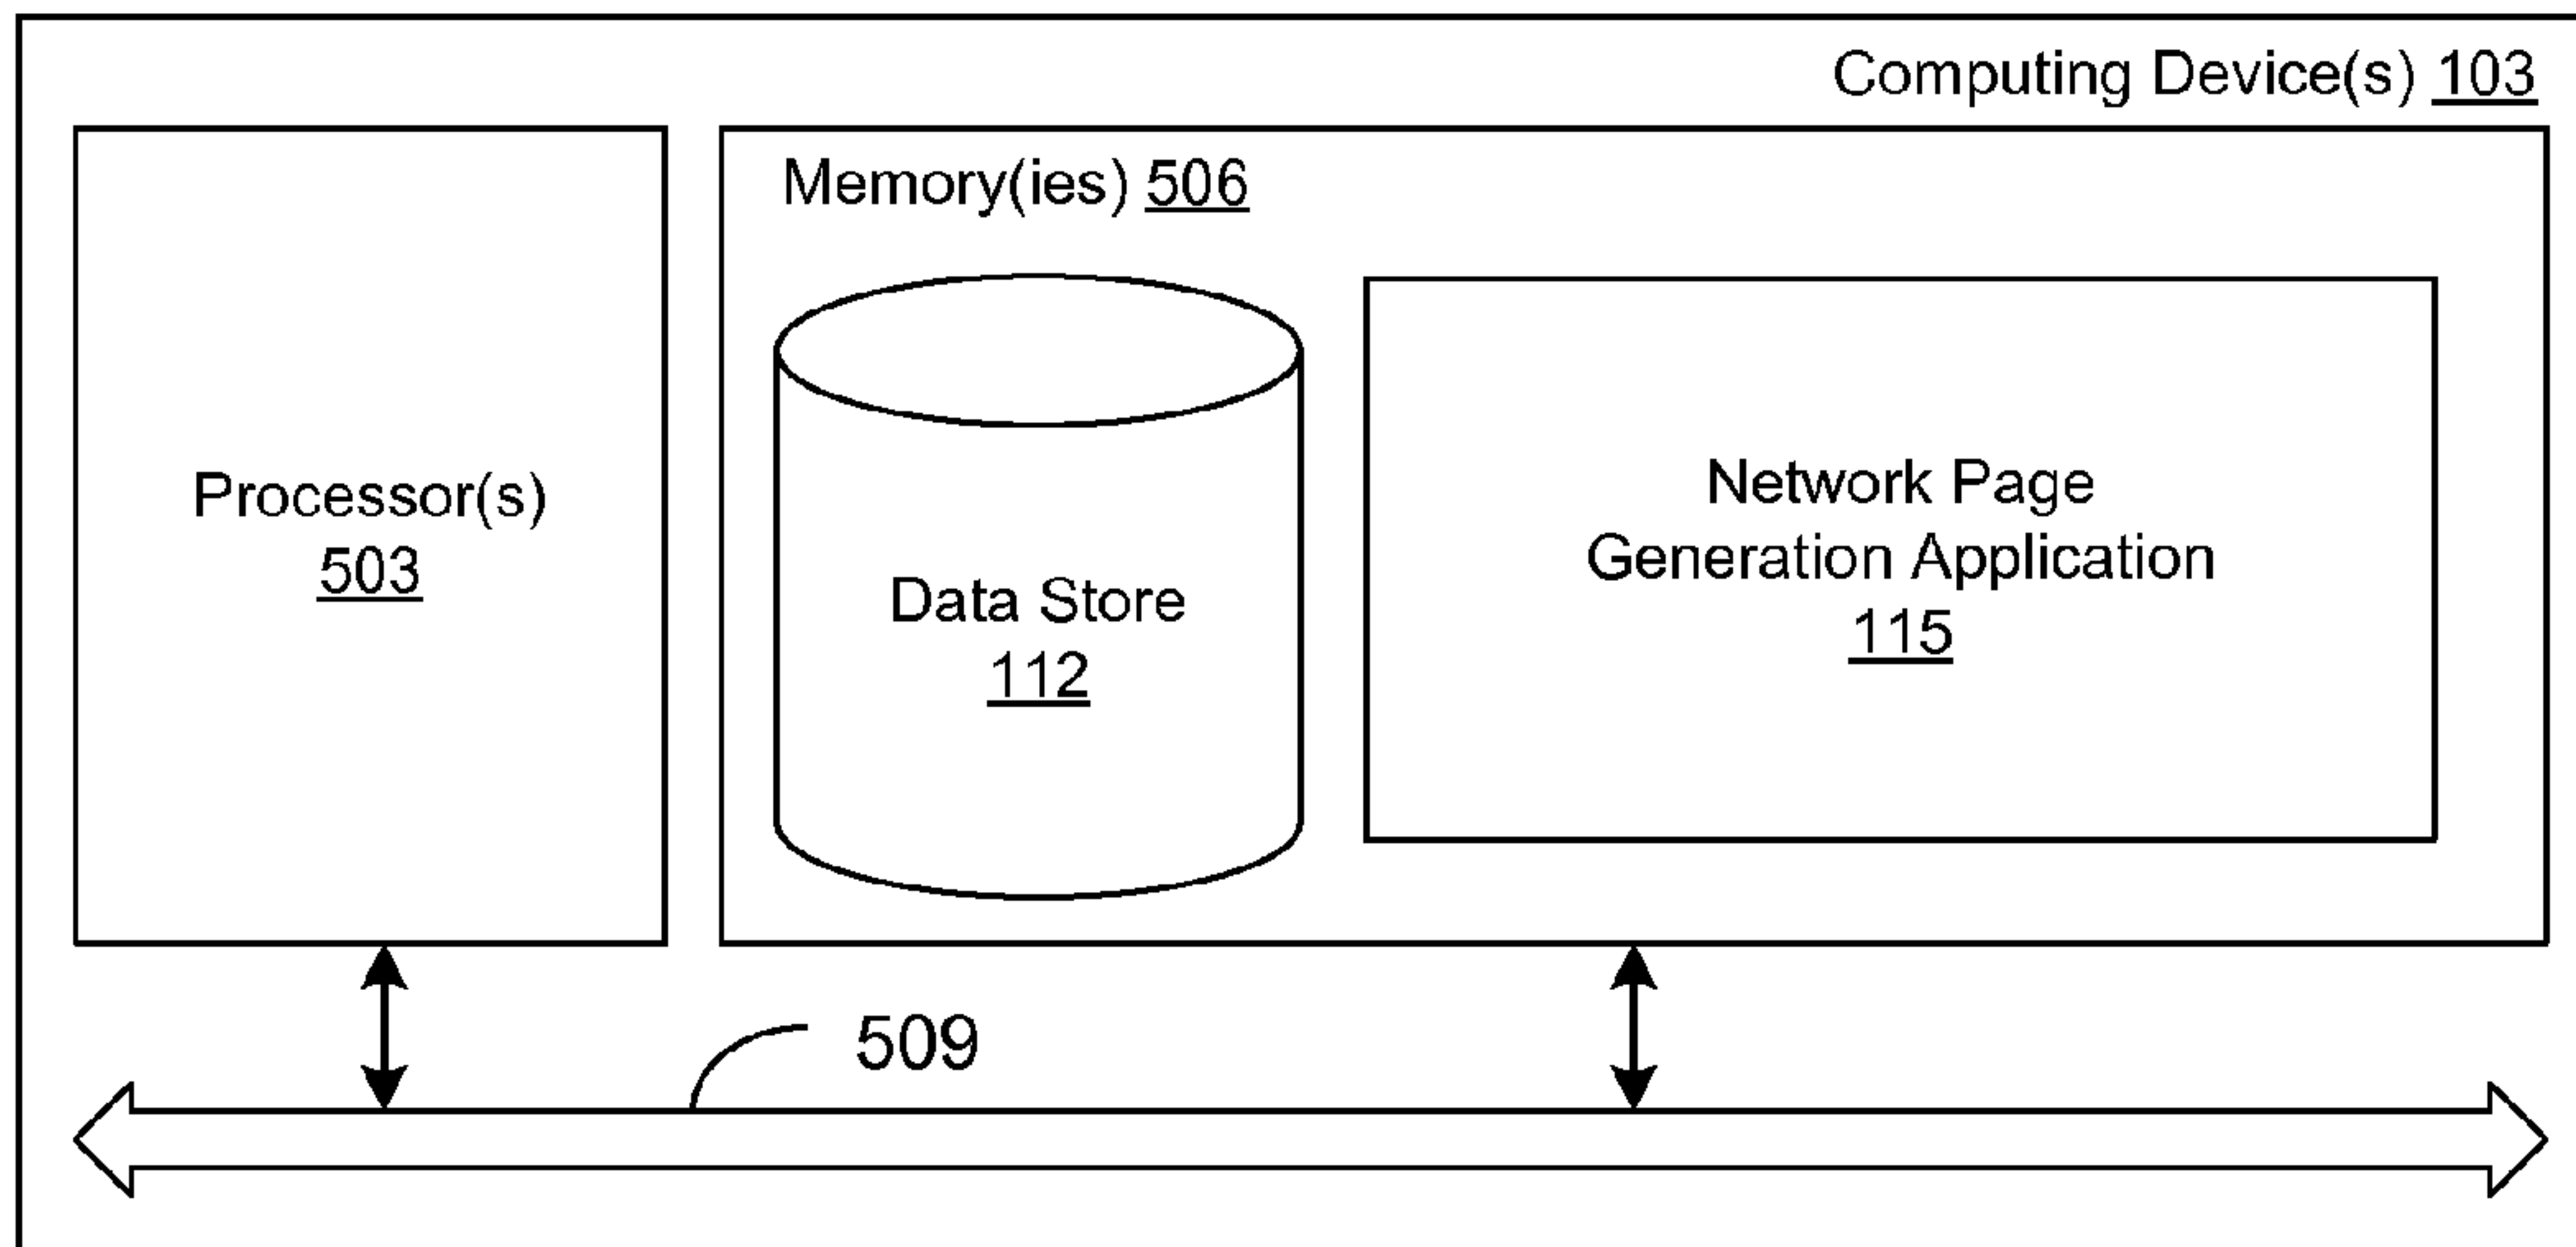 Computing Device(s) 103
Memory(ies) 506
Processor(s)
503
Data Store
112
Network Page
Generation Application
115
509